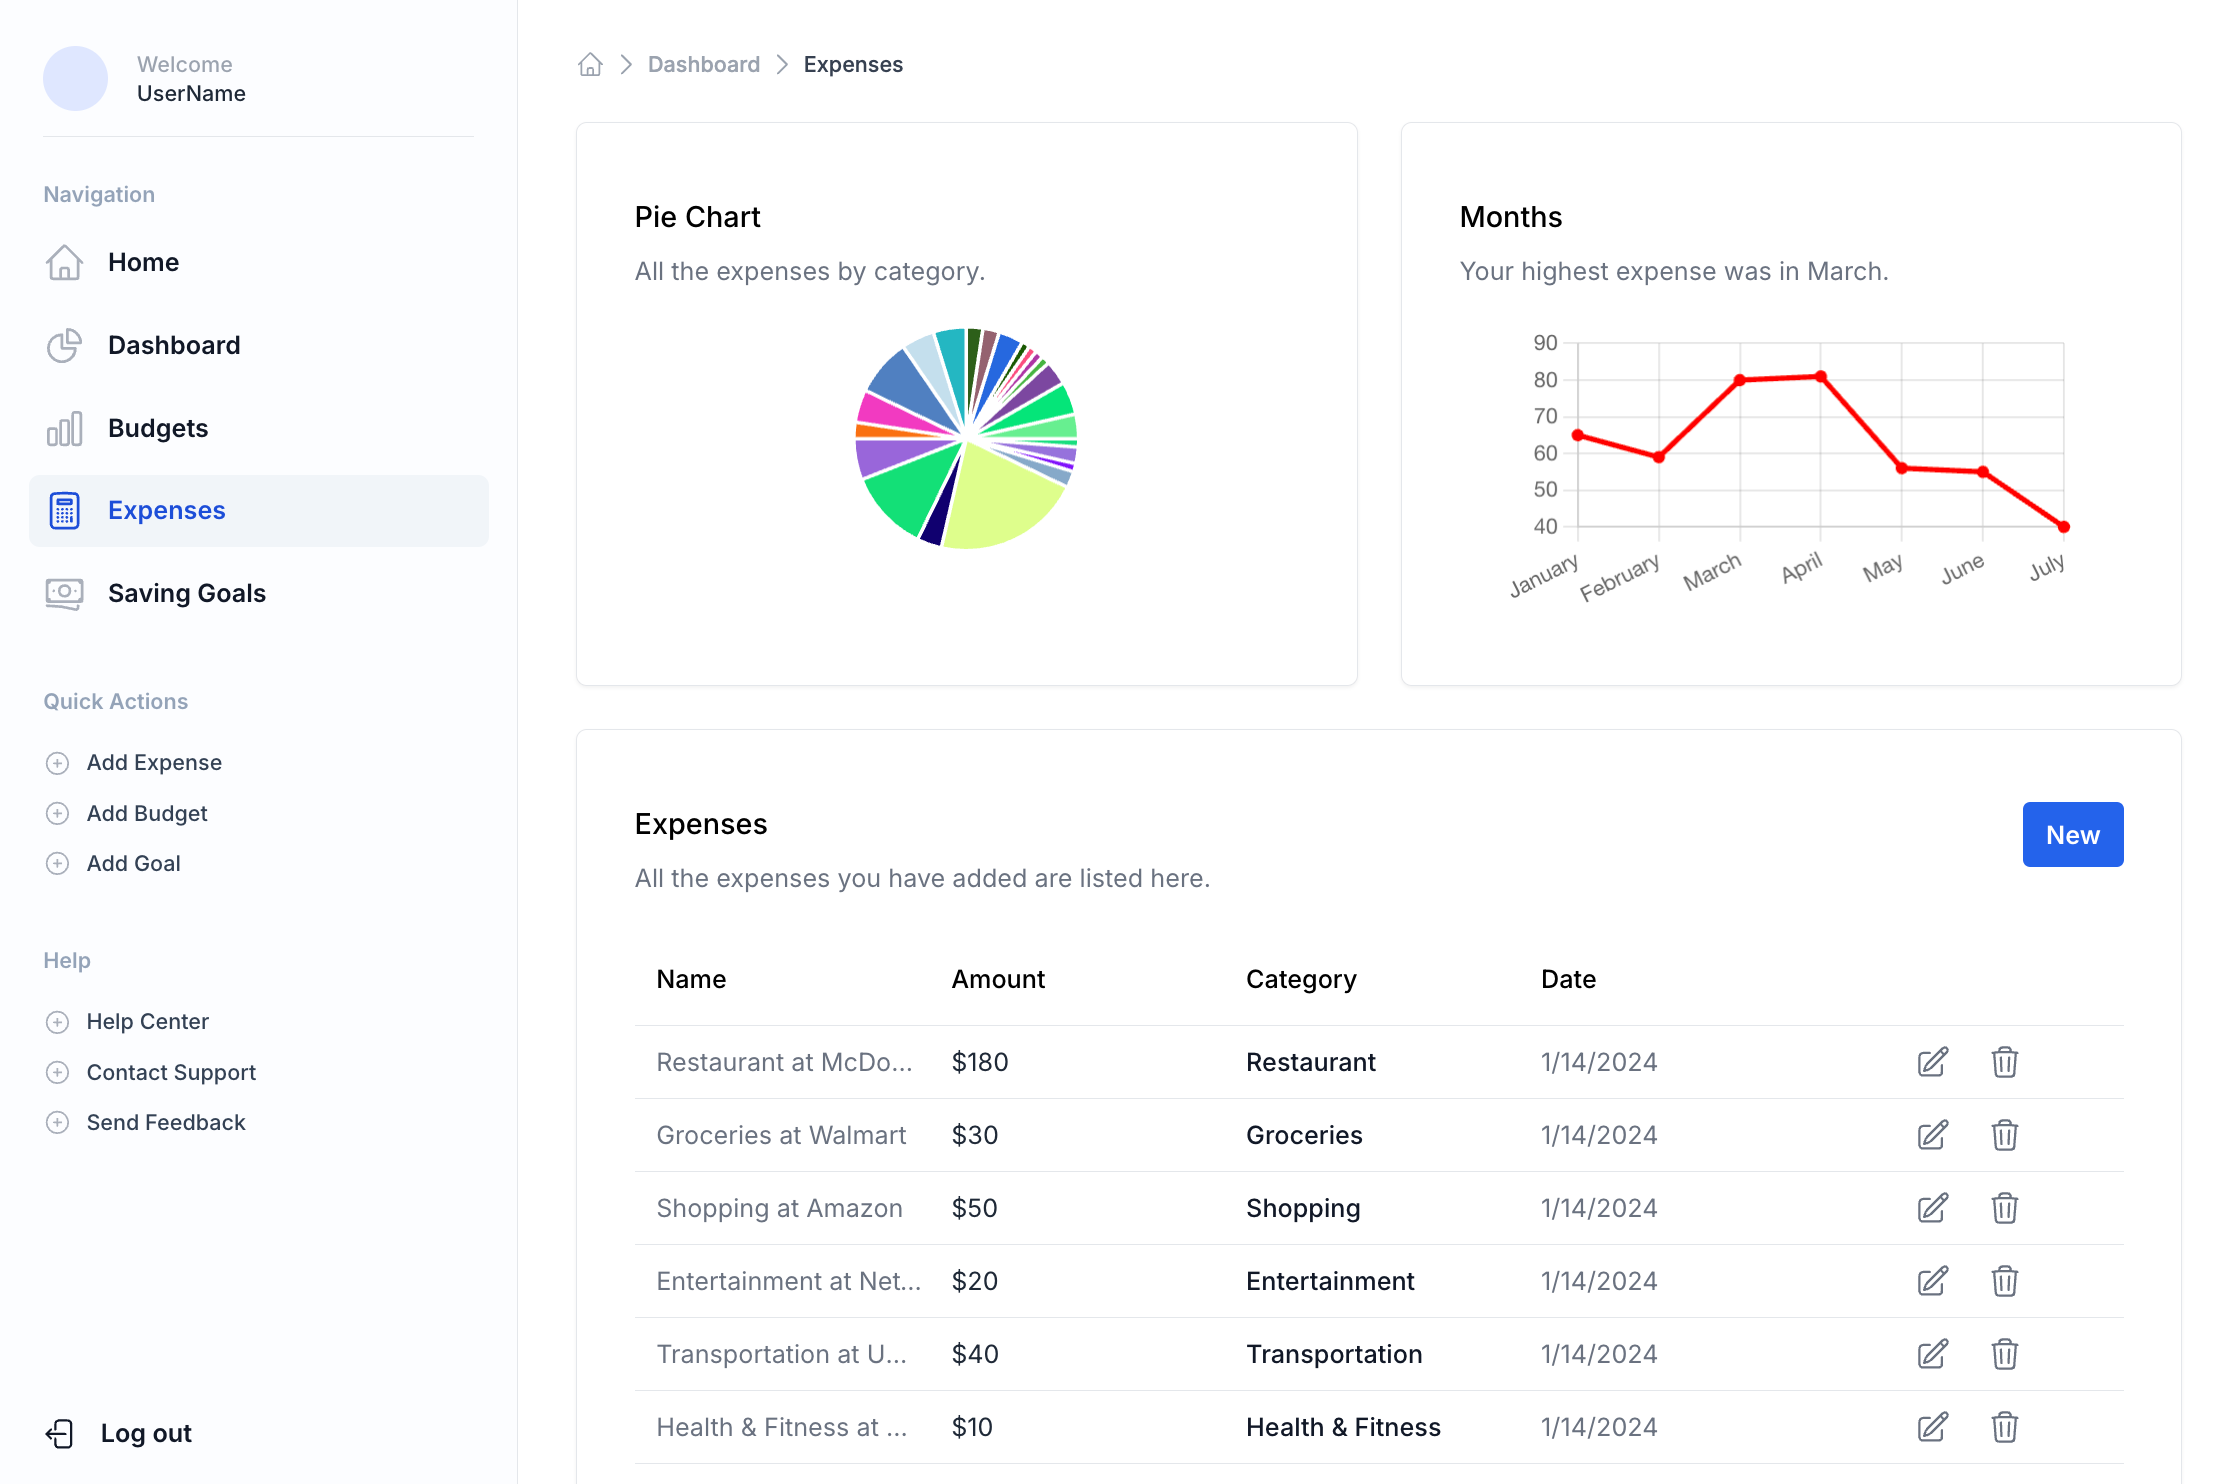 Welcome
UserName
Navigation
Home
Dashboard
Budgets
Expenses
Saving Goals
Quick Actions
Add Expense
Add Budget
Add Goal
Help
Help Center
Contact Support
Send Feedback
Log out
Dashboard Expenses
Pie Chart
All the expenses by category.
Months
Your highest expense was in March.
90
80
70
60
50
40
January February March April May June July
Expenses
All the expenses you have added are listed here.
New
Name Amount Category Date
Restaurant at McDo... $180 Restaurant 1/14/2024
Groceries at Walmart $30 Groceries 1/14/2024
Shopping at Amazon $50 Shopping 1/14/2024
Entertainment at Net... $20 Entertainment 1/14/2024
Transportation at U... $40 Transportation 1/14/2024
Health & Fitness at ... $10 Health & Fitness 1/14/2024